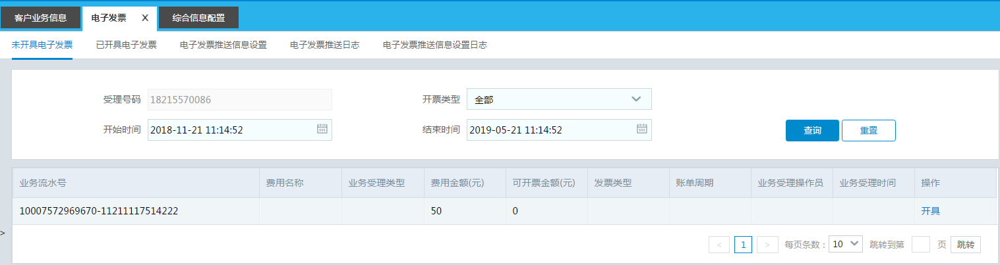 客户业务信息 电子发票 X 综合信息配置
未开具电子发票 已开具电子发票 电子发票推送信息设置 电子发票推送日志 电子发票推送信息设置日志
受理号码 18215570086 开票类型 全部
开始时间 2018-11-21 11:14:52 结束时间 2019-05-21 11:14:52 查询 重置
业务流水号 费用名称 业务受理类型 费用金额(元) 可开票金额(元) 发票类型 账单周期 业务受理操作员 业务受理时间 操作
10007572969670-11211117514222 50 0 开具
>
< 1 > 每页条数： 10 跳转到第 页 跳转